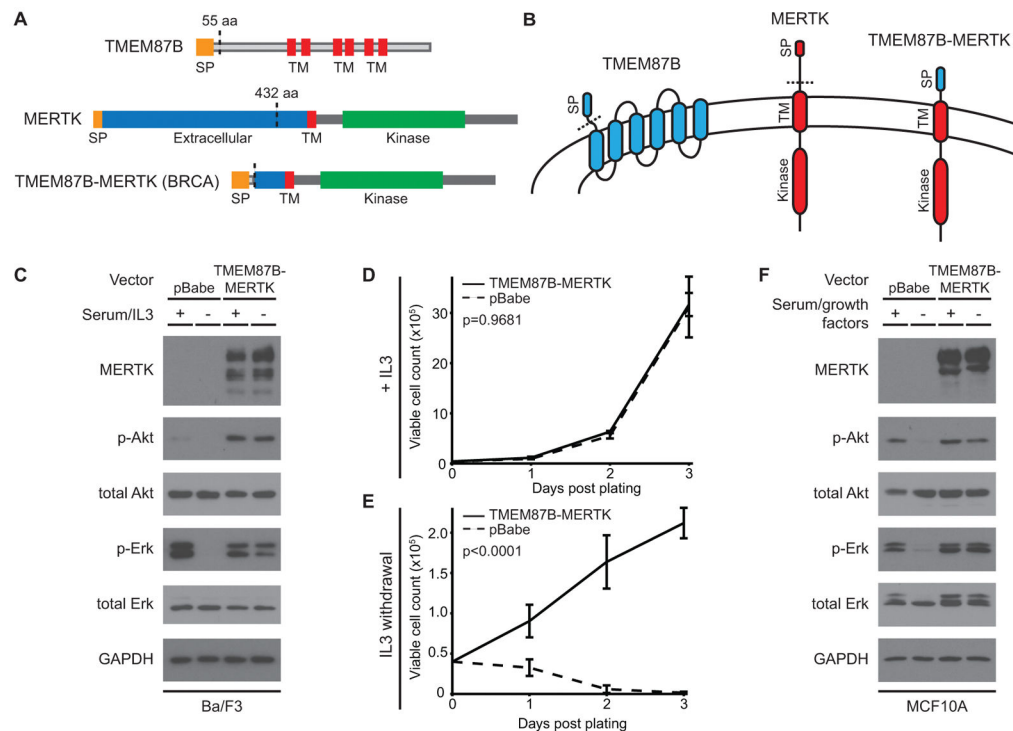 A
55 aa
TMEM87B
SP
TM
TM
TM
432 aa
MERTK
SP
Extracellular
TM
Kinase
TMEM87B-MERTK (BRCA)
SP
TM
Kinase
B
MERTK
TMEM87B
TMEM87B-MERTK
SP
SP
SP
TM
TM
Kinase
Kinase
C
Vector
pBabe
TMEM87B-
MERTK
Serum/IL3
+ - + -
MERTK
p-Akt
total Akt
p-Erk
total Erk
GAPDH
Ba/F3
D
+ IL3
Viable cell count (x10⁵)
TMEM87B-MERTK
pBabe
p=0.9681
30
20
10
0
0 1 2 3
Days post plating
E
IL3 withdrawal
Viable cell count (x10⁵)
TMEM87B-MERTK
pBabe
p<0.0001
2.0
1.5
1.0
0.5
0
0 1 2 3
Days post plating
F
Vector
pBabe
TMEM87B-
MERTK
Serum/growth
factors
+ - + -
MERTK
p-Akt
total Akt
p-Erk
total Erk
GAPDH
MCF10A